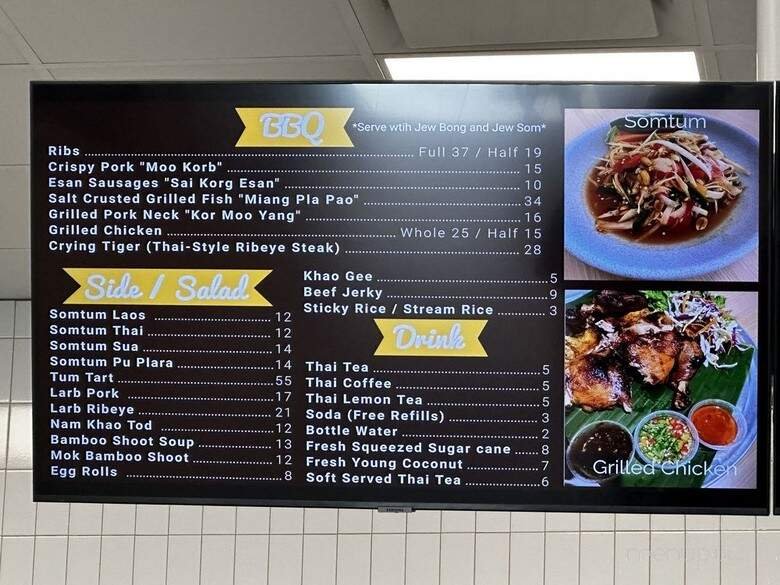 BBQ
*Serve wtih Jew Bong and Jew Som*
Ribs Full 37 / Half 19
Crispy Pork "Moo Korb" 15
Esan Sausages "Sai Korg Esan" 10
Salt Crusted Grilled Fish "Miang Pla Pao" 34
Grilled Pork Neck "Kor Moo Yang" 16
Grilled Chicken Whole 25 / Half 15
Crying Tiger (Thai-Style Ribeye Steak) 28
Side / Salad
Somtum Laos 12
Somtum Thai 12
Somtum Sua 14
Somtum Pu Plara 14
Tum Tart 55
Larb Pork 17
Larb Ribeye 21
Nam Khao Tod 12
Bamboo Shoot Soup 13
Mok Bamboo Shoot 12
Egg Rolls 8
Khao Gee 5
Beef Jerky 9
Sticky Rice / Stream Rice 3
Drink
Thai Tea 5
Thai Coffee 5
Thai Lemon Tea 5
Soda (Free Refills) 3
Bottle Water 2
Fresh Squeezed Sugar cane 8
Fresh Young Coconut 7
Soft Served Thai Tea 6
Somtum
Grilled Chicken